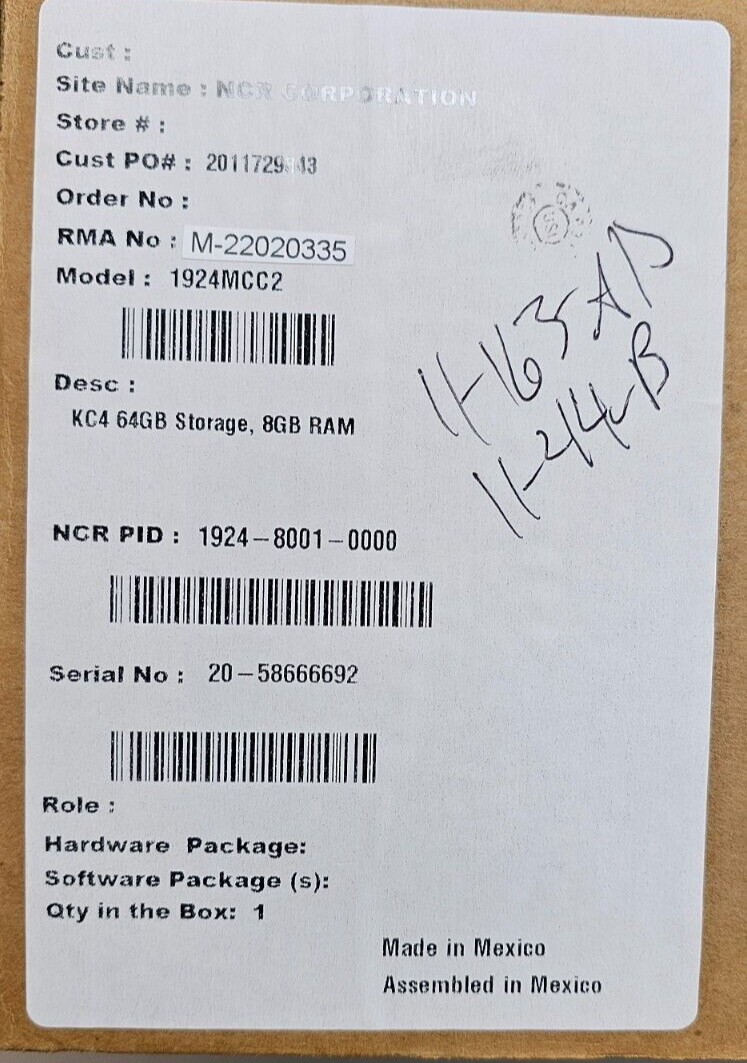 Cust :
Site Name : NCR CORPORATION
Store # :
Cust PO# :
Order No :
RMA No : M-22020335
Model : 1924MCC2
Desc :
KC4 64GB Storage, 8GB RAM
NCR PID : 1924-8001-0000
Serial No : 20-58666692
Role :
Hardware Package:
Software Package (s):
Qty in the Box: 1
Made in Mexico
Assembled in Mexico